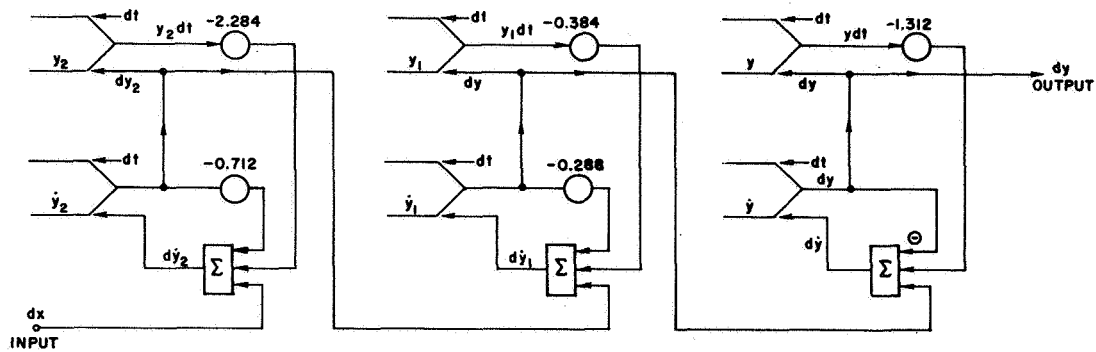 dt -2.284 dt -0.384 dt -1.312
y₂dt y₁dt ydt
y₂ dy₂ y₁ dy y dy dy
OUTPUT
dt -0.712 dt -0.288 dt
dy
ẏ₂ ẏ₁ ẏ
dẏ₂ Σ dẏ₁ Σ dẏ Σ ⊖
dx
INPUT